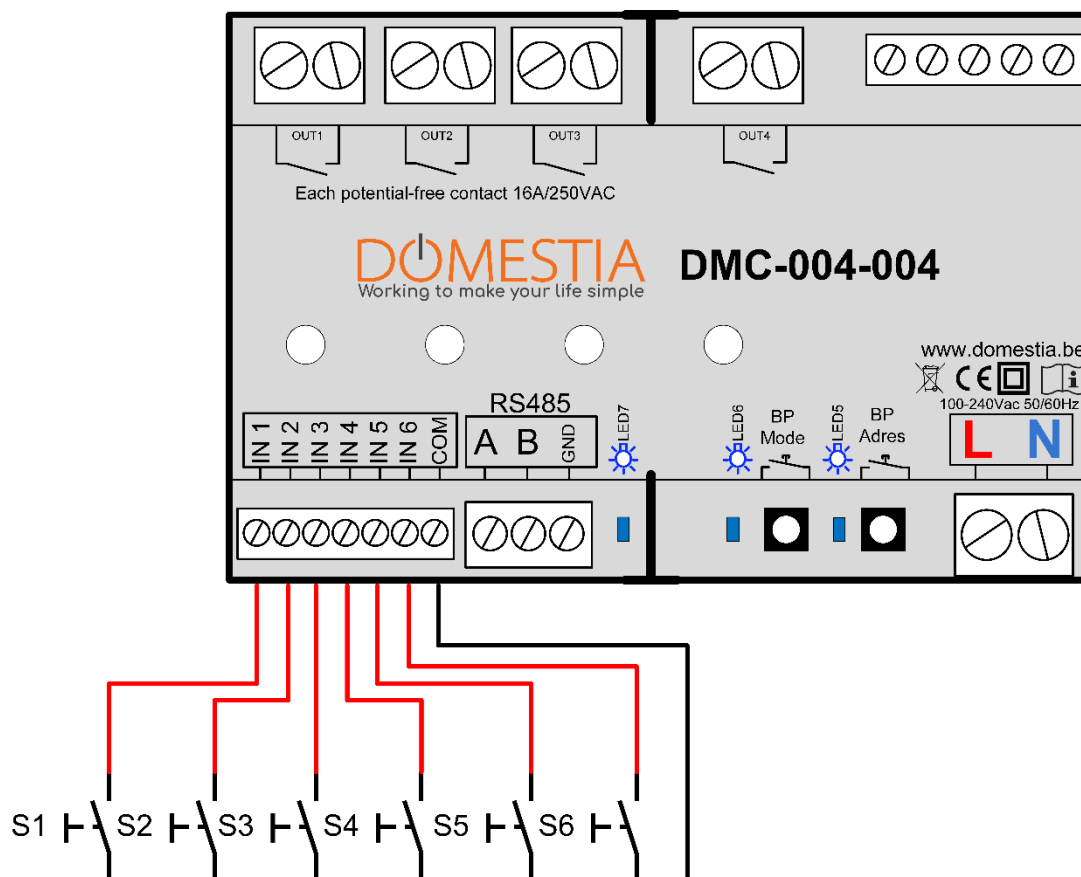 OUT1 OUT2 OUT3 OUT4
Each potential-free contact 16A/250VAC
DOMESTIA DMC-004-004
Working to make your life simple
www.domestia.be
CE i
100-240Vac 50/60Hz
RS485
IN 1 IN 2 IN 3 IN 4 IN 5 IN 6 COM A B GND LED7 LED6 BP Mode LED5 BP Adres L N
S1 S2 S3 S4 S5 S6